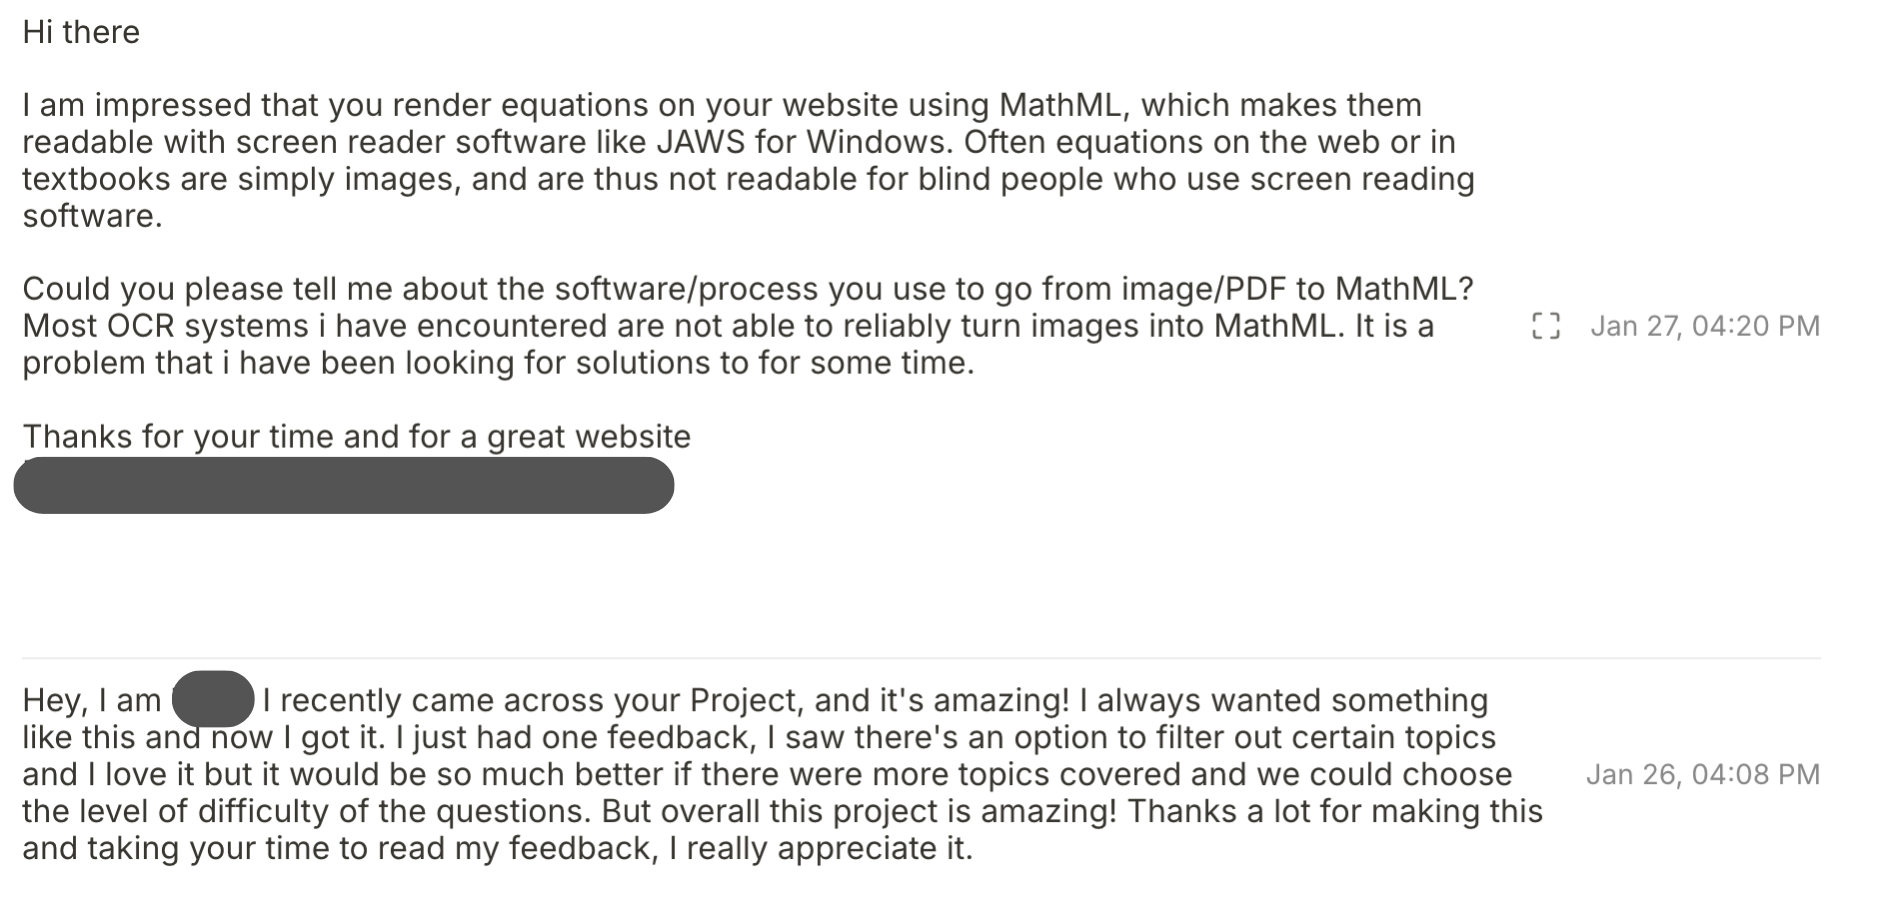 Hi there
I am impressed that you render equations on your website using MathML, which makes them
readable with screen reader software like JAWS for Windows. Often equations on the web or in
textbooks are simply images, and are thus not readable for blind people who use screen reading
software.
Could you please tell me about the software/process you use to go from image/PDF to MathML?
Most OCR systems i have encountered are not able to reliably turn images into MathML. It is a
problem that i have been looking for solutions to for some time.
Jan 27, 04:20 PM
Thanks for your time and for a great website
Hey, I am I recently came across your Project, and it's amazing! I always wanted something
like this and now I got it. I just had one feedback, I saw there's an option to filter out certain topics
and I love it but it would be so much better if there were more topics covered and we could choose
the level of difficulty of the questions. But overall this project is amazing! Thanks a lot for making this
and taking your time to read my feedback, I really appreciate it.
Jan 26, 04:08 PM